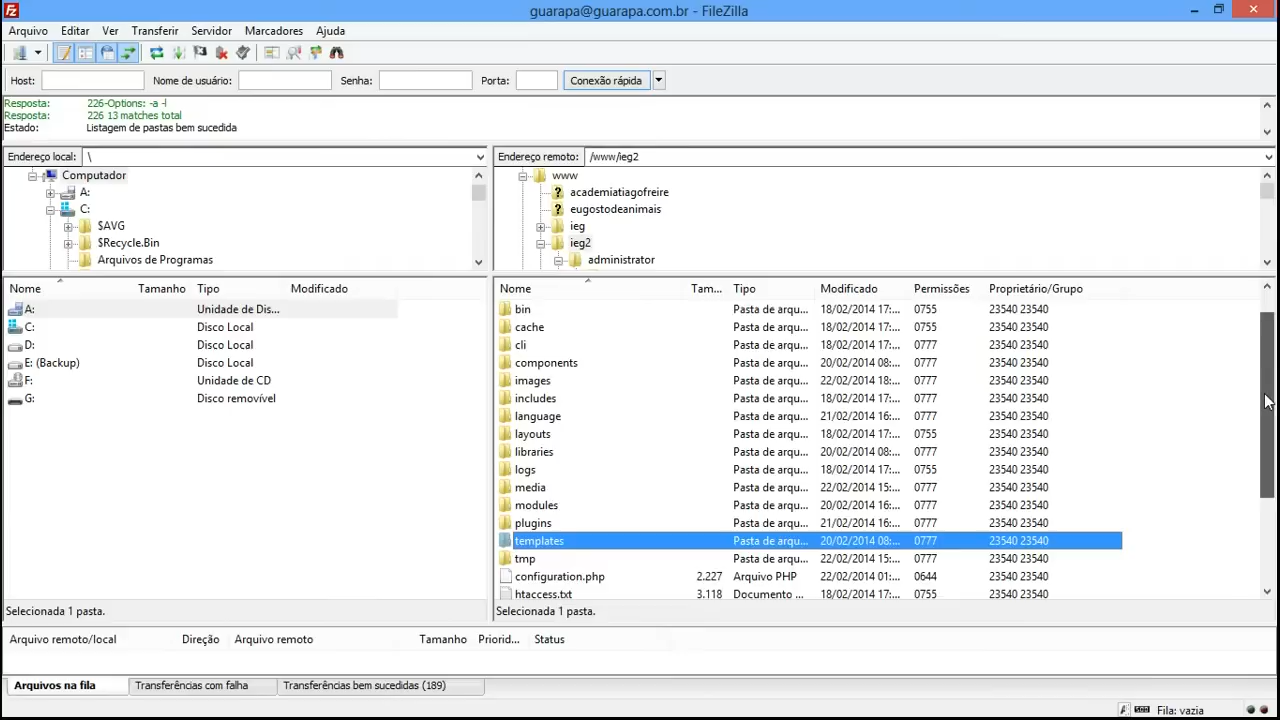 guarapa@guarapa.com.br - FileZilla
Arquivo Editar Ver Transferir Servidor Marcadores Ajuda
Host: Nome de usuário: Senha: Porta: Conexão rápida
Resposta: 226-Options: -a -l
Resposta: 226 13 matches total
Estado: Listagem de pastas bem sucedida
Endereço local: \
Endereço remoto: /www/ieg2
Computador
A:
C:
$AVG
$Recycle.Bin
Arquivos de Programas
www
academiatiagofreire
eugostodeanimais
ieg
ieg2
administrator
Nome Tamanho Tipo Modificado
A: Unidade de Dis...
C: Disco Local
D: Disco Local
E: (Backup) Disco Local
F: Unidade de CD
G: Disco removível
Selecionada 1 pasta.
Nome Tam... Tipo Modificado Permissões Proprietário/Grupo
bin Pasta de arqu... 18/02/2014 17:... 0755 23540 23540
cache Pasta de arqu... 18/02/2014 17:... 0755 23540 23540
cli Pasta de arqu... 18/02/2014 17:... 0777 23540 23540
components Pasta de arqu... 20/02/2014 08:... 0777 23540 23540
images Pasta de arqu... 22/02/2014 18:... 0777 23540 23540
includes Pasta de arqu... 18/02/2014 17:... 0777 23540 23540
language Pasta de arqu... 21/02/2014 16:... 0777 23540 23540
layouts Pasta de arqu... 18/02/2014 17:... 0755 23540 23540
libraries Pasta de arqu... 20/02/2014 08:... 0777 23540 23540
logs Pasta de arqu... 18/02/2014 17:... 0755 23540 23540
media Pasta de arqu... 22/02/2014 15:... 0777 23540 23540
modules Pasta de arqu... 20/02/2014 16:... 0777 23540 23540
plugins Pasta de arqu... 21/02/2014 16:... 0777 23540 23540
templates Pasta de arqu... 20/02/2014 08:... 0777 23540 23540
tmp Pasta de arqu... 22/02/2014 15:... 0777 23540 23540
configuration.php 2.227 Arquivo PHP 22/02/2014 01:... 0644 23540 23540
htaccess.txt 3.118 Documento ... 18/02/2014 17:... 0755 23540 23540
Selecionada 1 pasta.
Arquivo remoto/local Direção Arquivo remoto Tamanho Priorid... Status
Arquivos na fila Transferências com falha Transferências bem sucedidas (189)
Fila: vazia